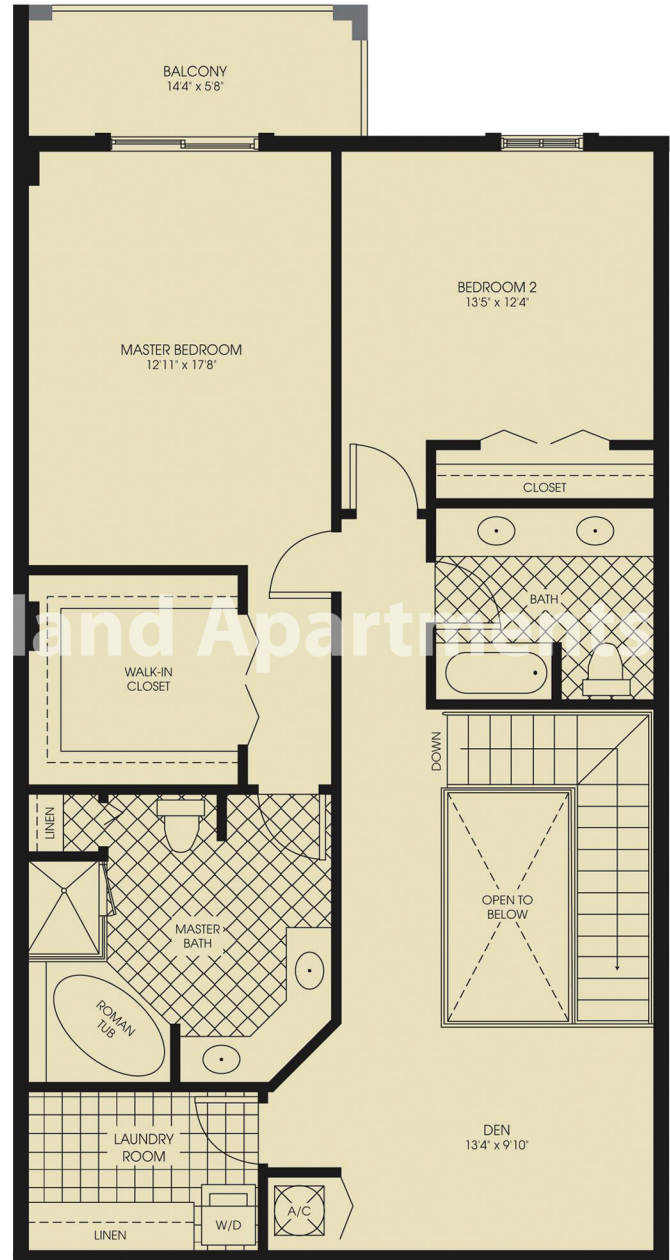 BALCONY
14'4" x 5'8"
BEDROOM 2
13'5" x 12'4"
MASTER BEDROOM
12'11" x 17'8"
CLOSET
BATH
land Apartments
WALK-IN
CLOSET
DOWN
LINEN
OPEN TO
BELOW
MASTER
BATH
ROMAN
TUB
DEN
13'4" x 9'10"
LAUNDRY
ROOM
A/C
W/D
LINEN